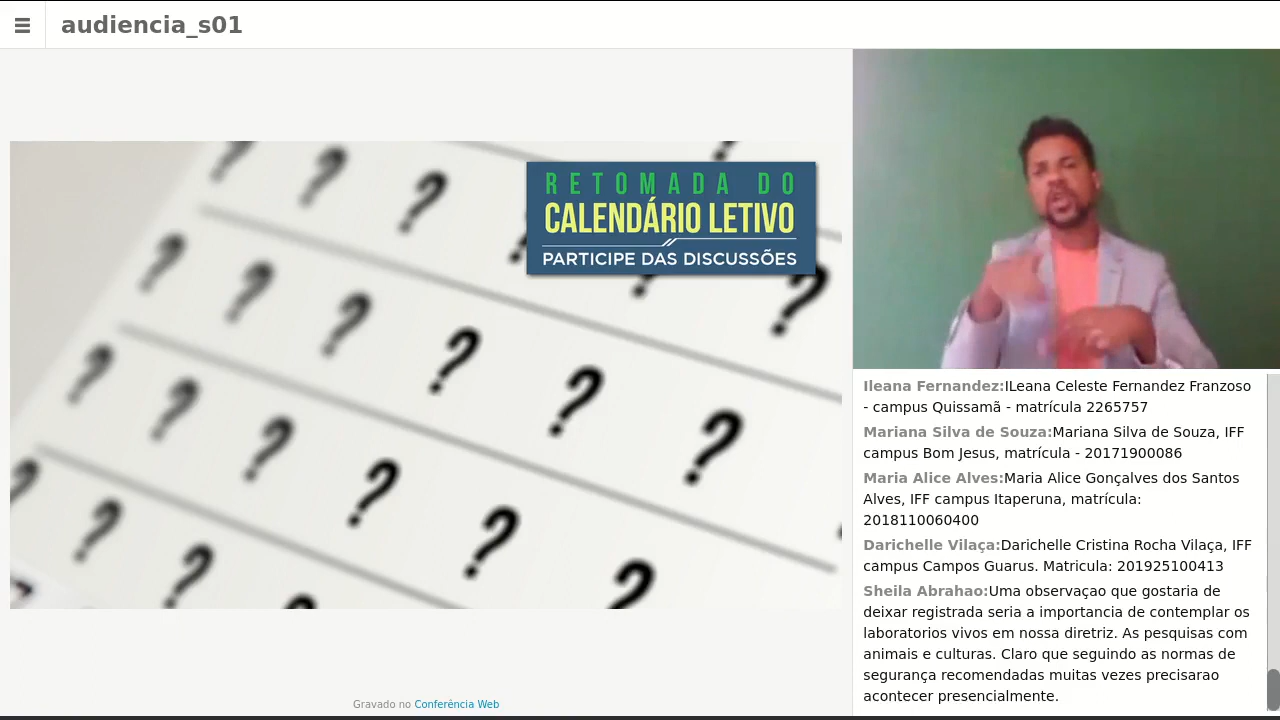 audiencia_s01
RETOMADA DO
CALENDÁRIO LETIVO
PARTICIPE DAS DISCUSSÕES
? ? ? ?
? ? ? ? ? ?
? ? ? ? ? ?
? ? ? ? ? ?
Gravado no Conferência Web
Ileana Fernandez:ILeana Celeste Fernandez Franzoso
- campus Quissamã - matrícula 2265757
Mariana Silva de Souza:Mariana Silva de Souza, IFF
campus Bom Jesus, matrícula - 20171900086
Maria Alice Alves:Maria Alice Gonçalves dos Santos
Alves, IFF campus Itaperuna, matrícula:
2018110060400
Darichelle Vilaça:Darichelle Cristina Rocha Vilaça, IFF
campus Campos Guarus. Matricula: 201925100413
Sheila Abrahao:Uma observaçao que gostaria de
deixar registrada seria a importancia de contemplar os
laboratorios vivos em nossa diretriz. As pesquisas com
animais e culturas. Claro que seguindo as normas de
segurança recomendadas muitas vezes precisarao
acontecer presencialmente.